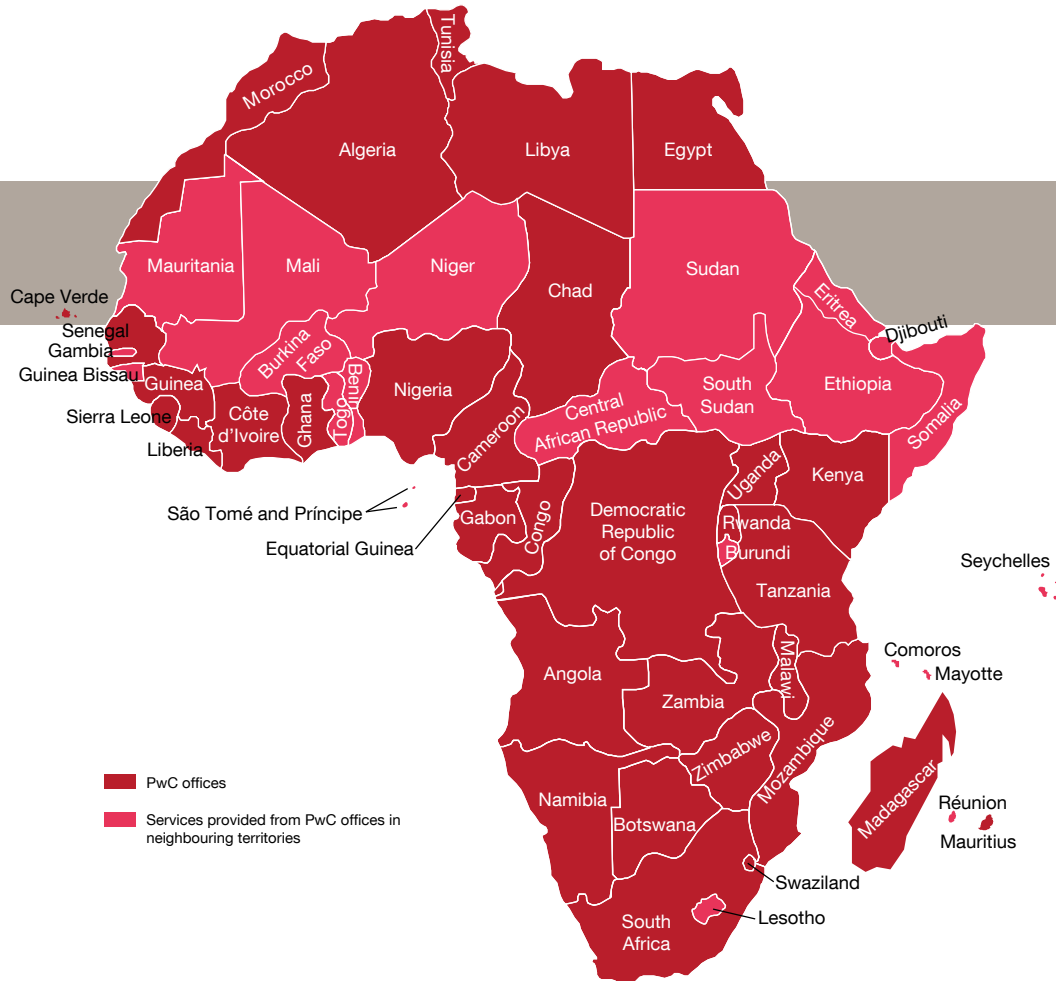 Tunisia
Morocco
Algeria
Libya
Egypt
Mauritania
Mali
Niger
Sudan
Chad
Eritrea
Cape Verde
Djibouti
Senegal
Gambia
Guinea Bissau
Guinea
Burkina
Faso
Benin
Togo
Nigeria
South
Sudan
Ethiopia
Somalia
Sierra Leone
Côte
d’Ivoire
Ghana
Liberia
Cameroon
Central
African Republic
Uganda
Kenya
São Tomé and Príncipe
Equatorial Guinea
Gabon
Congo
Democratic
Republic
of Congo
Rwanda
Burundi
Tanzania
Seychelles
Comoros
Mayotte
Angola
Zambia
Malawi
Zimbabwe
Mozambique
Madagascar
Réunion
Mauritius
Namibia
Botswana
Swaziland
Lesotho
South
Africa
PwC offices
Services provided from PwC offices in
neighbouring territories